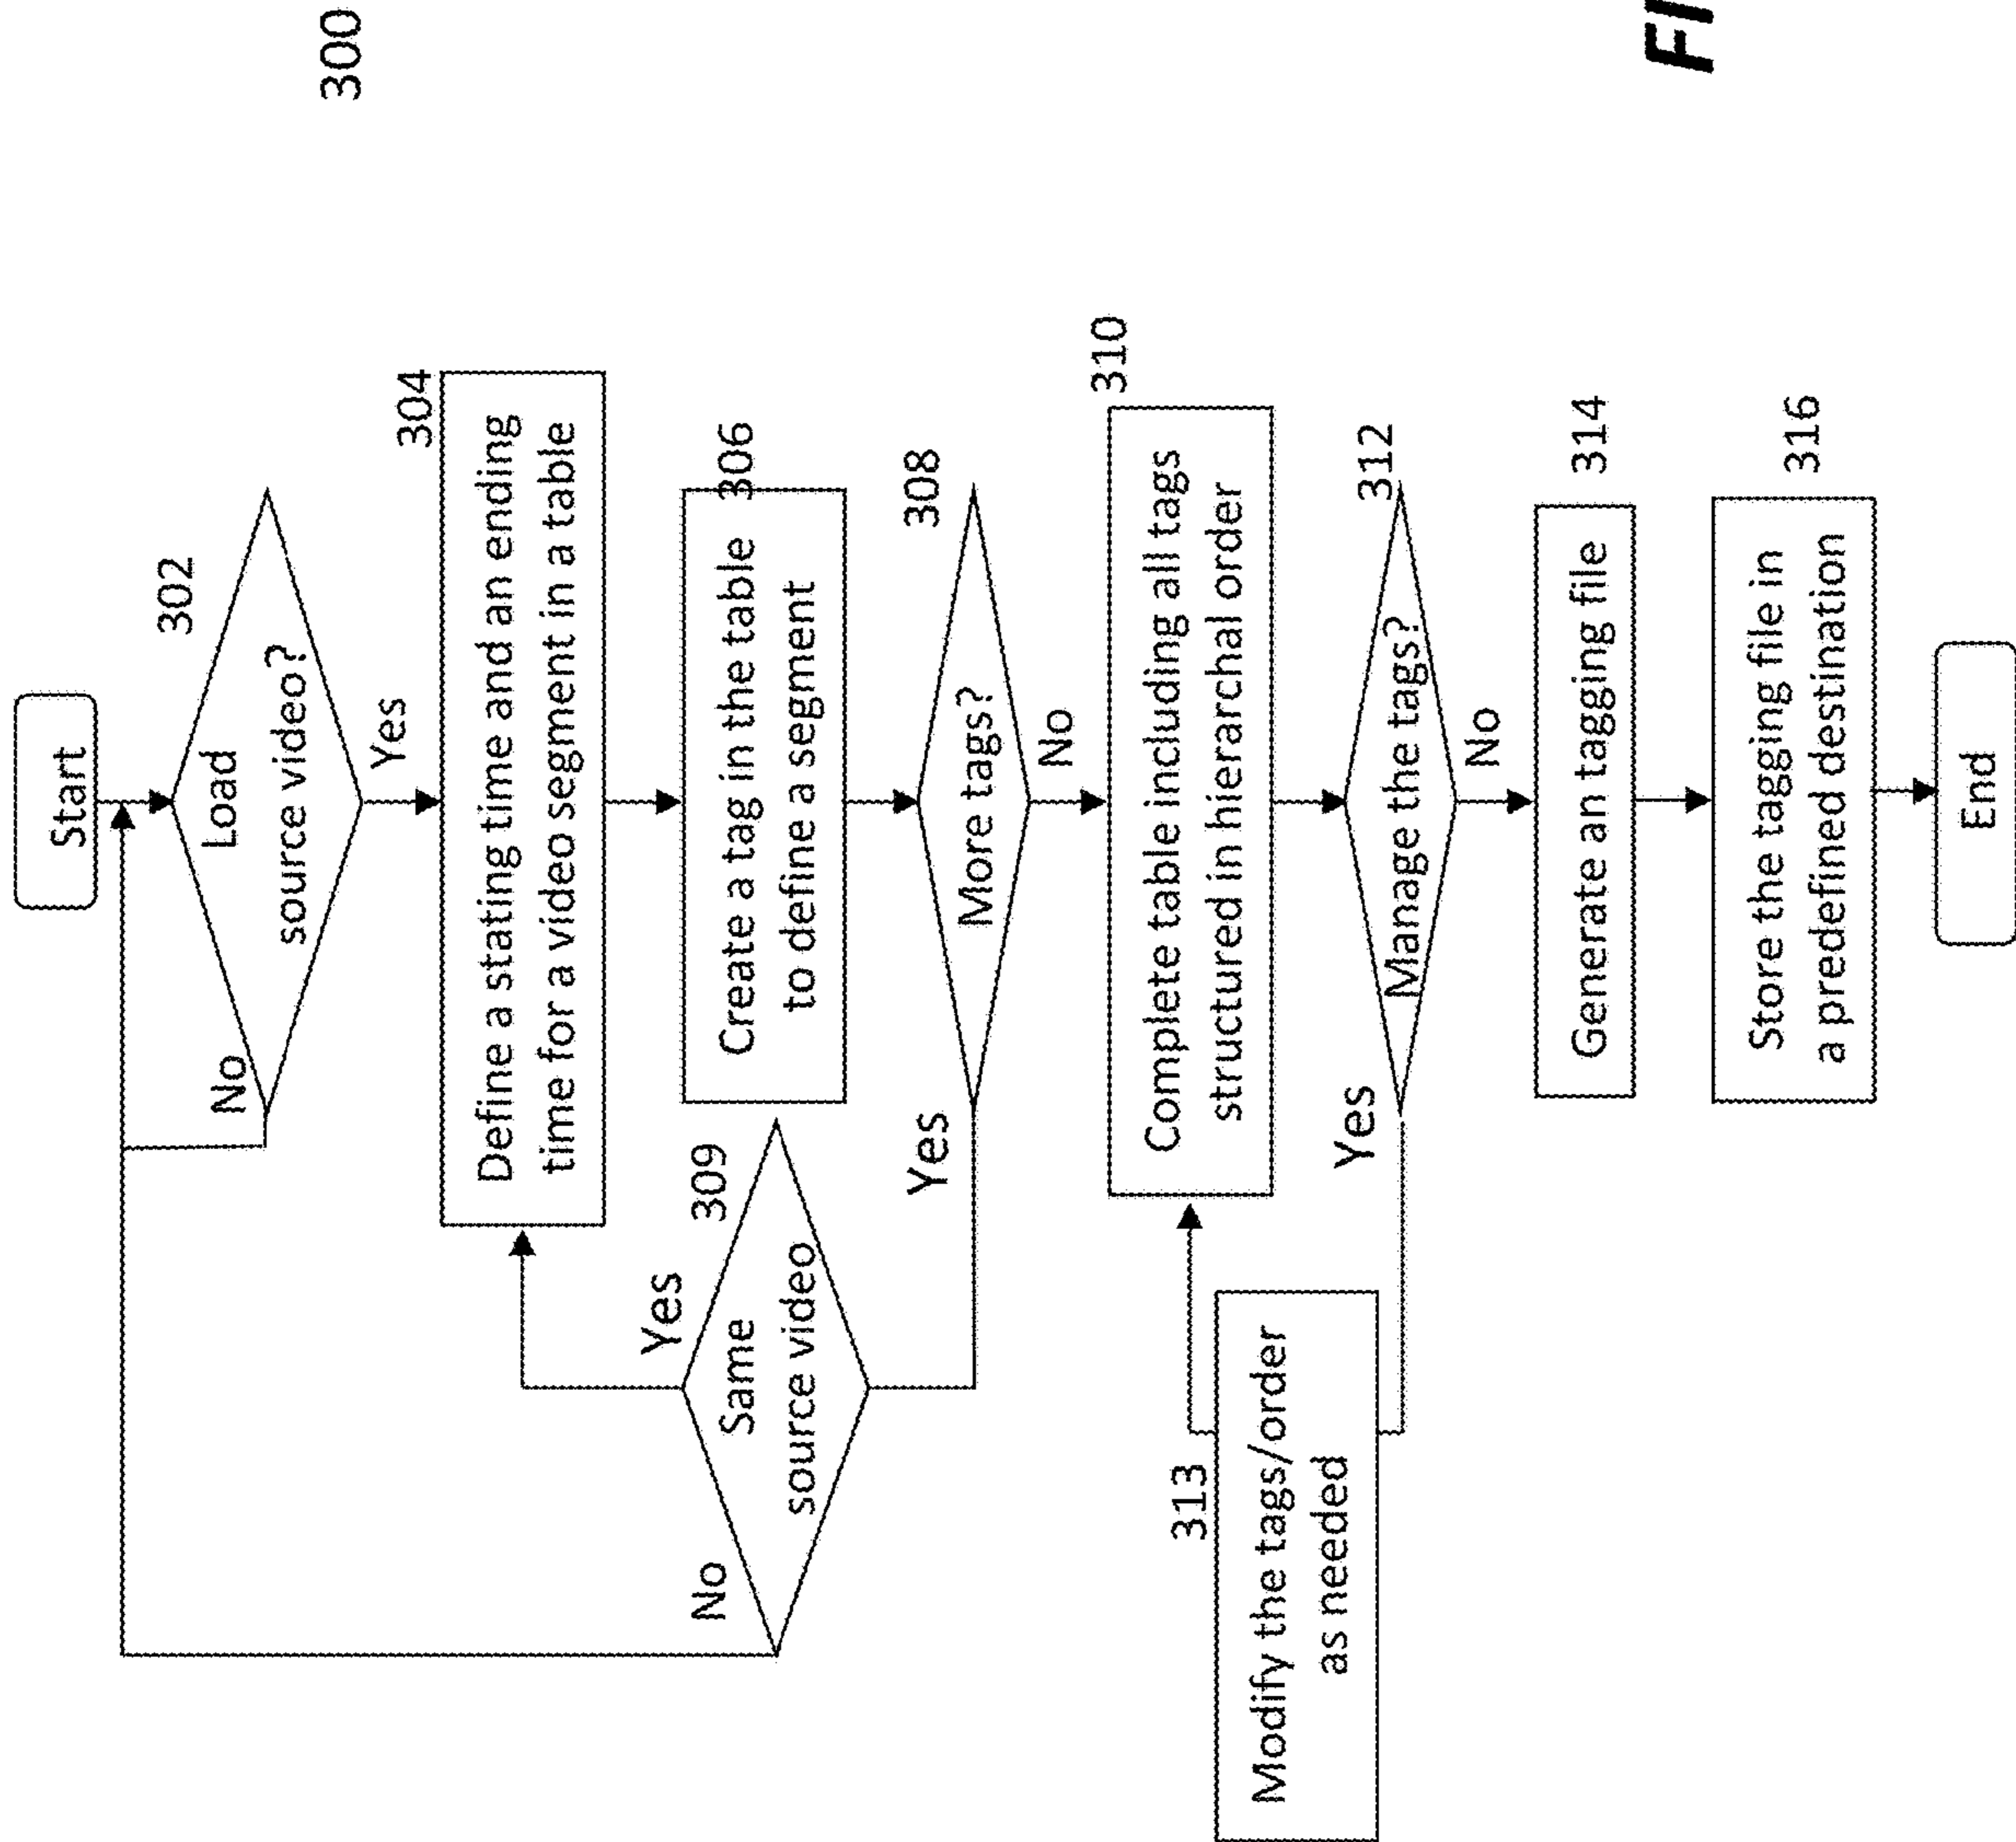 300
Start
302
Load
source video?
No
Yes
304
Define a stating time and an ending
time for a video segment in a table
306
Create a tag in the table
to define a segment
309
Same
source video
Yes
No
308
More tags?
Yes
No
310
Complete table including all tags
structured in hierarchal order
313
Modify the tags/order
as needed
312
Manage the tags?
Yes
No
314
Generate an tagging file
316
Store the tagging file in
a predefined destination
End